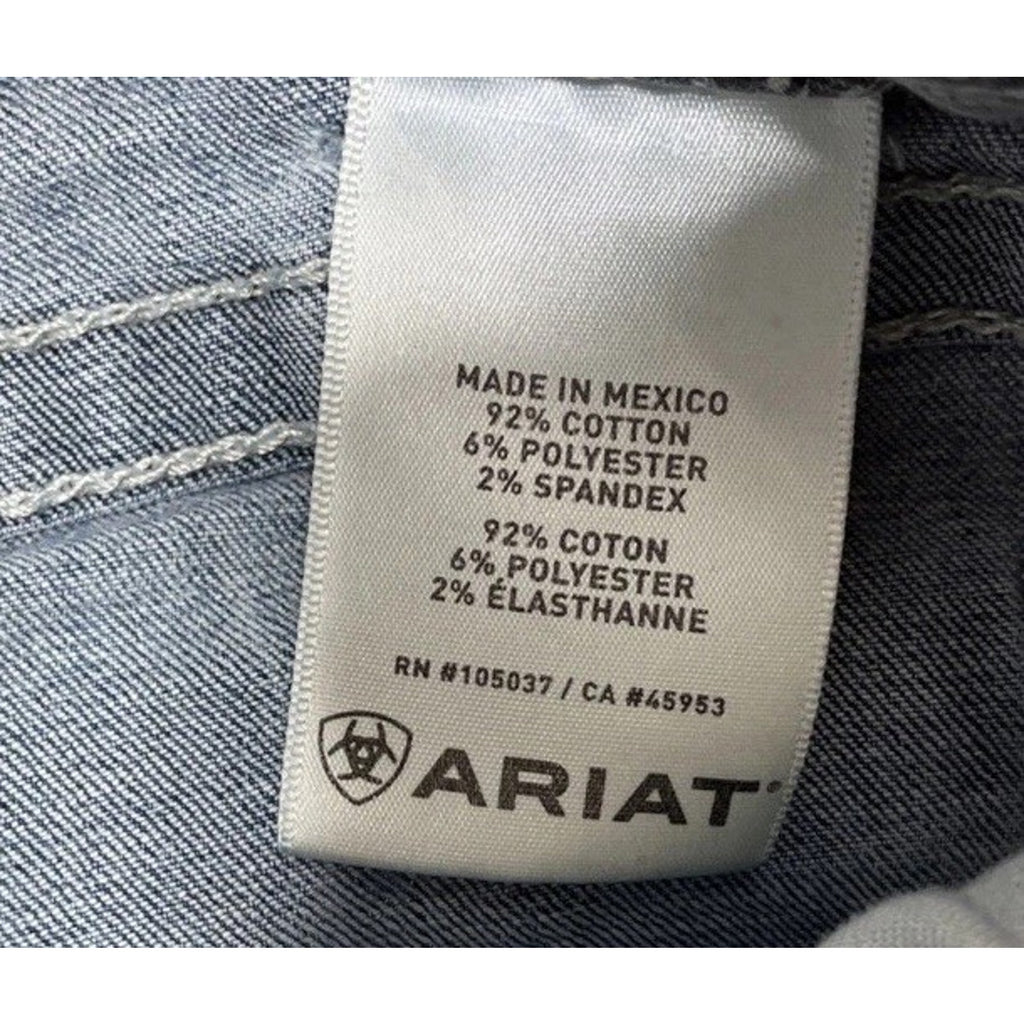 MADE IN MEXICO
92% COTTON
6% POLYESTER
2% SPANDEX
92% COTON
6% POLYESTER
2% ÉLASTHANNE
RN #105037 / CA #45953
ARIAT